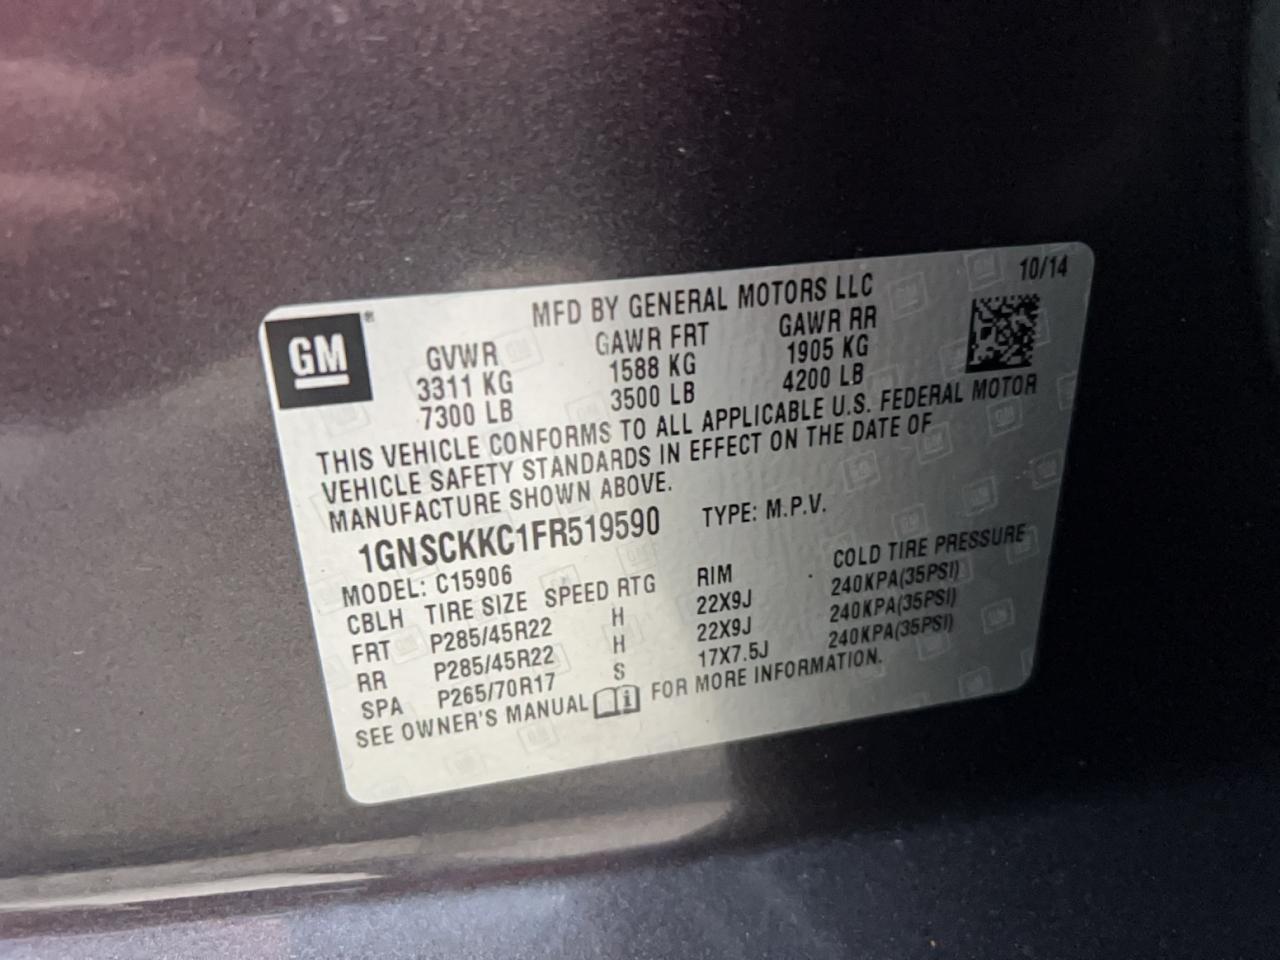 GM®
10/14
MFD BY GENERAL MOTORS LLC
GVWR GAWR FRT GAWR RR
3311 KG 1588 KG 1905 KG
7300 LB 3500 LB 4200 LB
THIS VEHICLE CONFORMS TO ALL APPLICABLE U.S. FEDERAL MOTOR
VEHICLE SAFETY STANDARDS IN EFFECT ON THE DATE OF
MANUFACTURE SHOWN ABOVE.
1GNSCKKC1FR519590 TYPE: M.P.V.
MODEL: C15906
CBLH TIRE SIZE SPEED RTG RIM COLD TIRE PRESSURE
FRT P285/45R22 H 22X9J 240KPA(35PSI)
RR P285/45R22 H 22X9J 240KPA(35PSI)
SPA P265/70R17 S 17X7.5J 240KPA(35PSI)
SEE OWNER'S MANUAL FOR MORE INFORMATION.